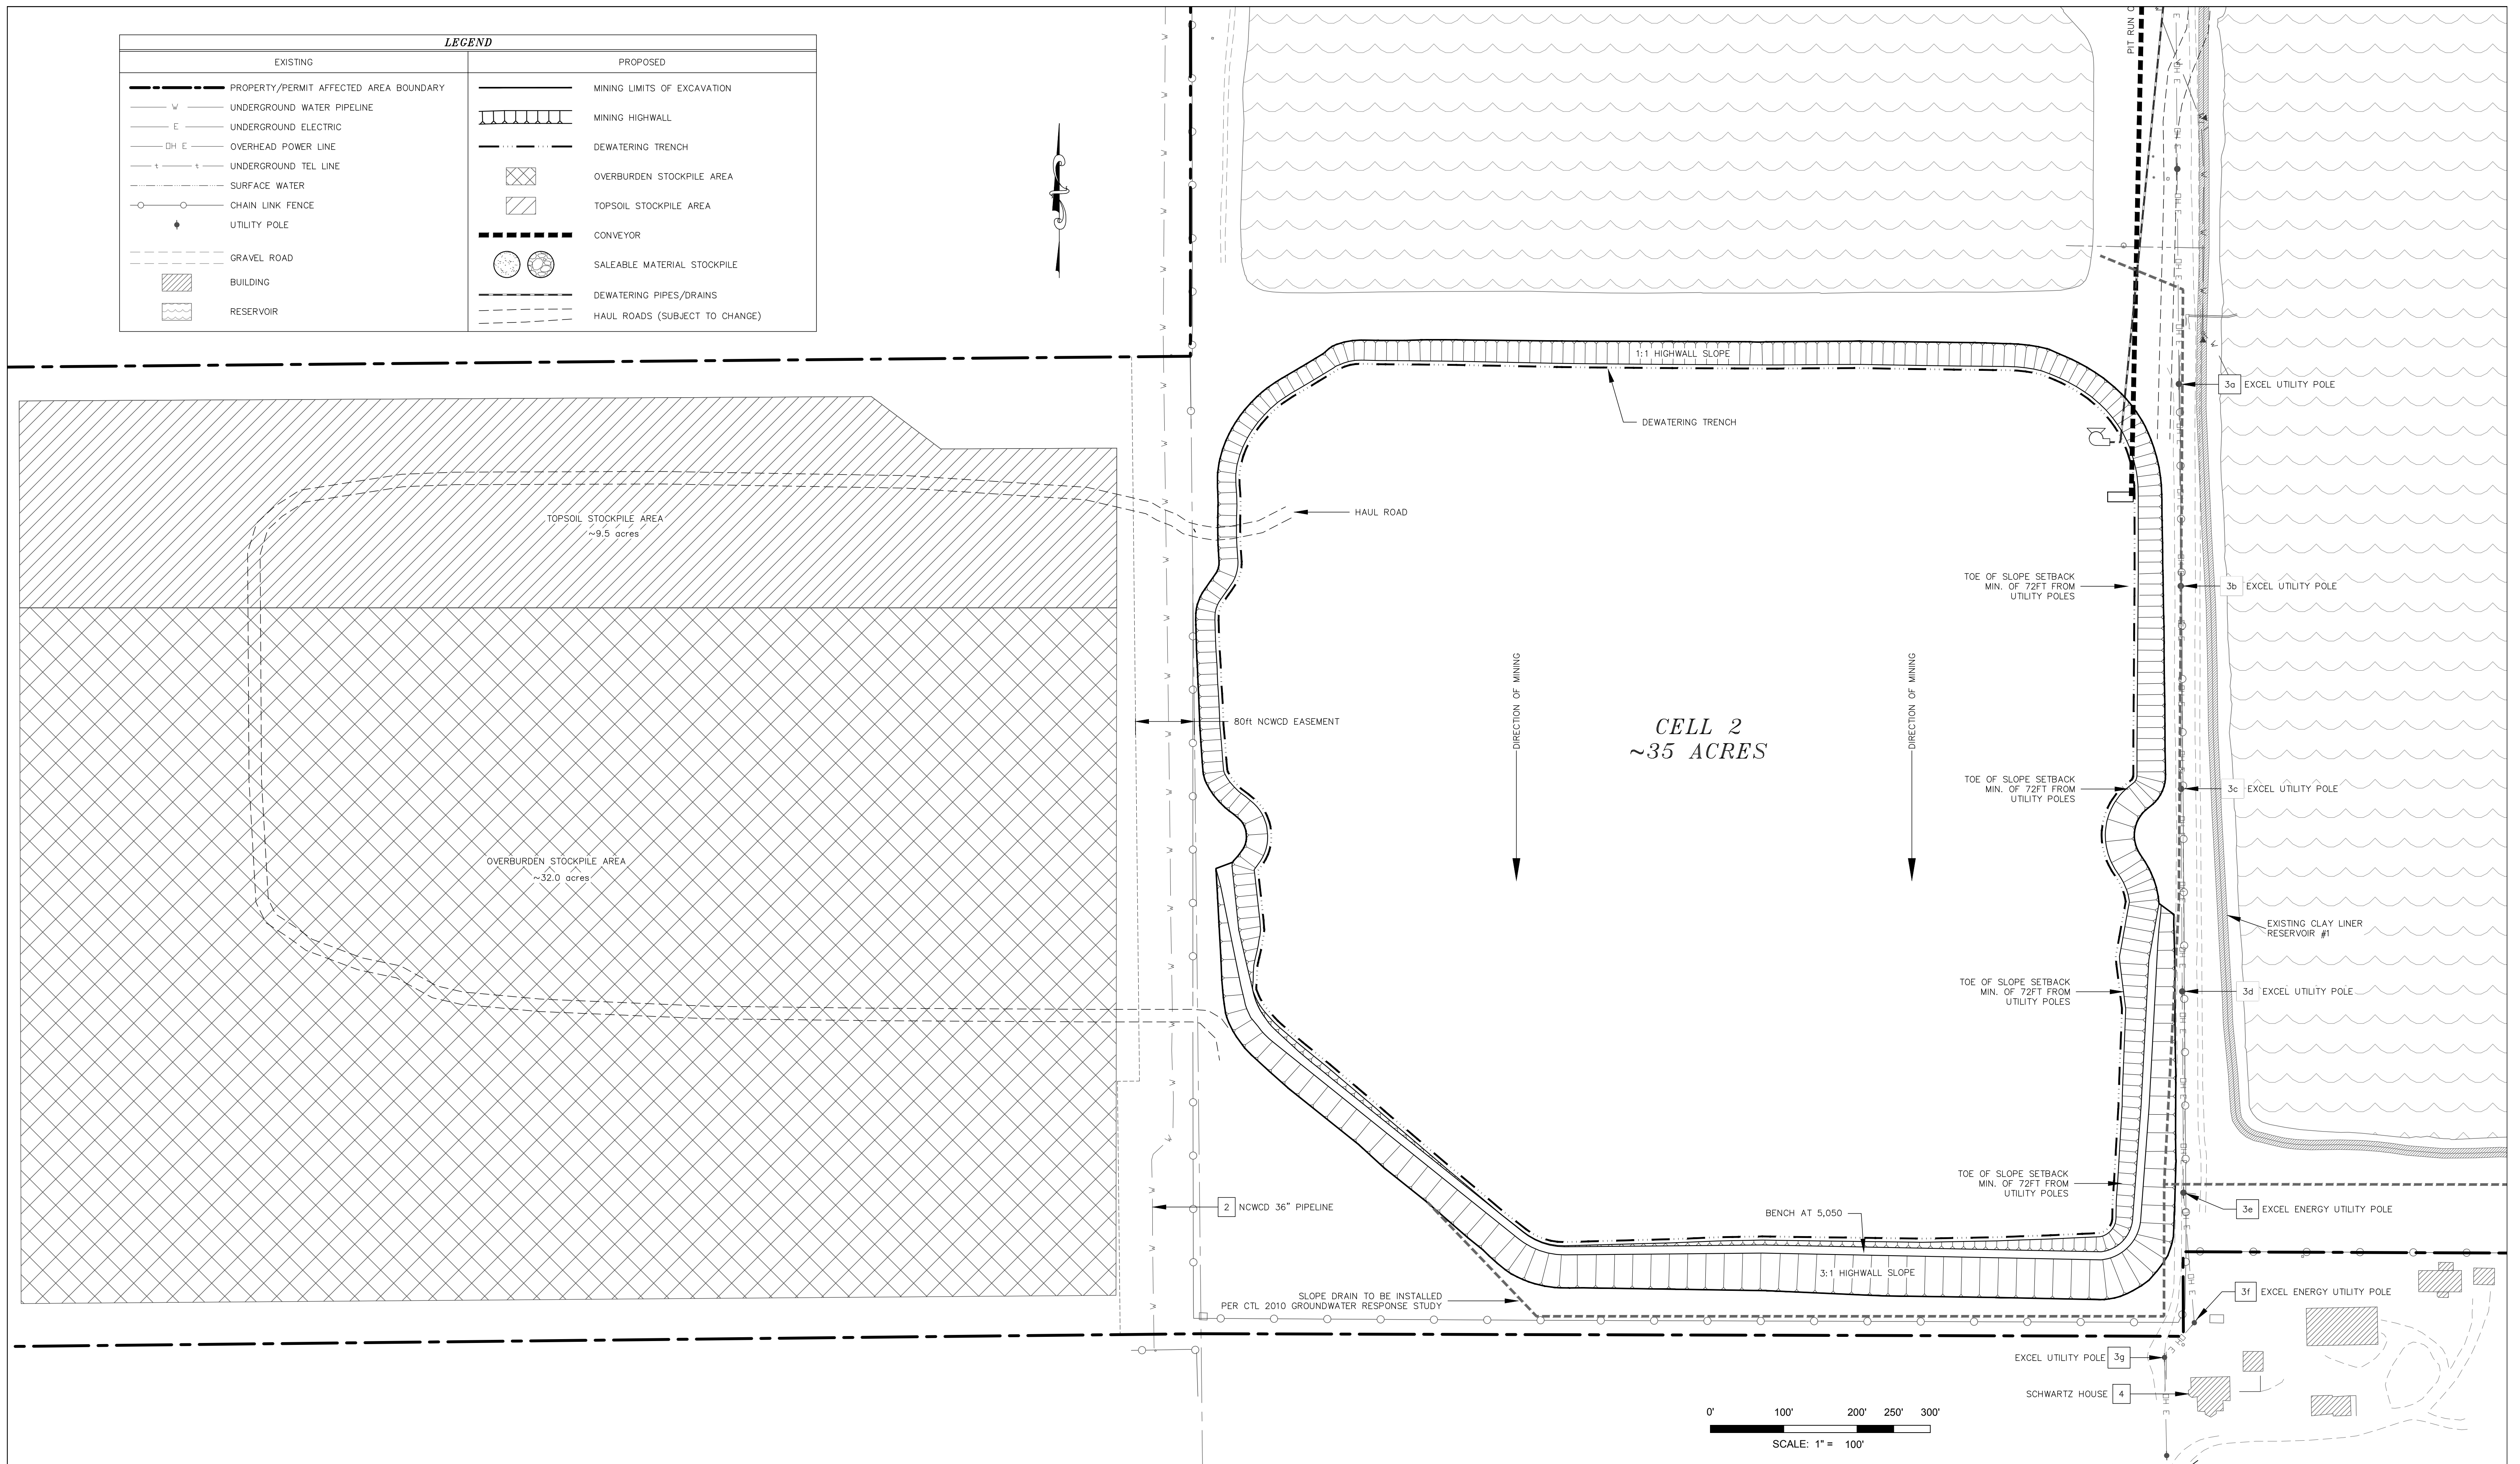 LEGEND
EXISTING
PROPERTY/PERMIT AFFECTED AREA BOUNDARY
UNDERGROUND WATER PIPELINE
UNDERGROUND ELECTRIC
OVERHEAD POWER LINE
UNDERGROUND TEL LINE
SURFACE WATER
CHAIN LINK FENCE
UTILITY POLE
GRAVEL ROAD
BUILDING
RESERVOIR
PROPOSED
MINING LIMITS OF EXCAVATION
MINING HIGHWALL
DEWATERING TRENCH
OVERBURDEN STOCKPILE AREA
TOPSOIL STOCKPILE AREA
CONVEYOR
SALEABLE MATERIAL STOCKPILE
DEWATERING PIPES/DRAINS
HAUL ROADS (SUBJECT TO CHANGE)
PIT RUN
1:1 HIGHWALL SLOPE
DEWATERING TRENCH
3a EXCEL UTILITY POLE
HAUL ROAD
TOPSOIL STOCKPILE AREA
~9.5 acres
TOE OF SLOPE SETBACK
MIN. OF 72FT FROM
UTILITY POLES
3b EXCEL UTILITY POLE
DIRECTION OF MINING
DIRECTION OF MINING
80ft NCWCD EASEMENT
CELL 2
~35 ACRES
TOE OF SLOPE SETBACK
MIN. OF 72FT FROM
UTILITY POLES
3c EXCEL UTILITY POLE
OVERBURDEN STOCKPILE AREA
~32.0 acres
EXISTING CLAY LINER
RESERVOIR #1
TOE OF SLOPE SETBACK
MIN. OF 72FT FROM
UTILITY POLES
3d EXCEL UTILITY POLE
TOE OF SLOPE SETBACK
MIN. OF 72FT FROM
UTILITY POLES
2 NCWCD 36" PIPELINE
3e EXCEL ENERGY UTILITY POLE
BENCH AT 5,050
3:1 HIGHWALL SLOPE
SLOPE DRAIN TO BE INSTALLED
PER CTL 2010 GROUNDWATER RESPONSE STUDY
3f EXCEL ENERGY UTILITY POLE
EXCEL UTILITY POLE 3g
SCHWARTZ HOUSE 4
0' 100' 200' 250' 300'
SCALE: 1" = 100'